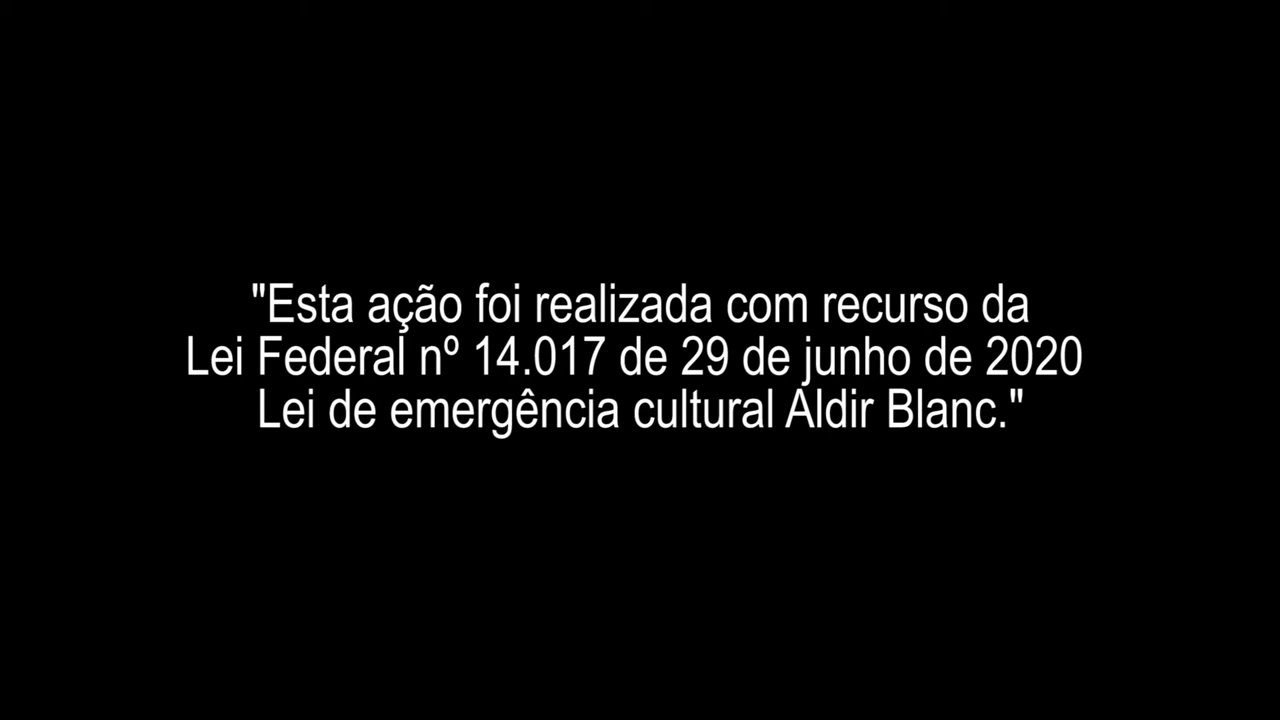 "Esta ação foi realizada com recurso da
Lei Federal nº 14.017 de 29 de junho de 2020
Lei de emergência cultural Aldir Blanc."